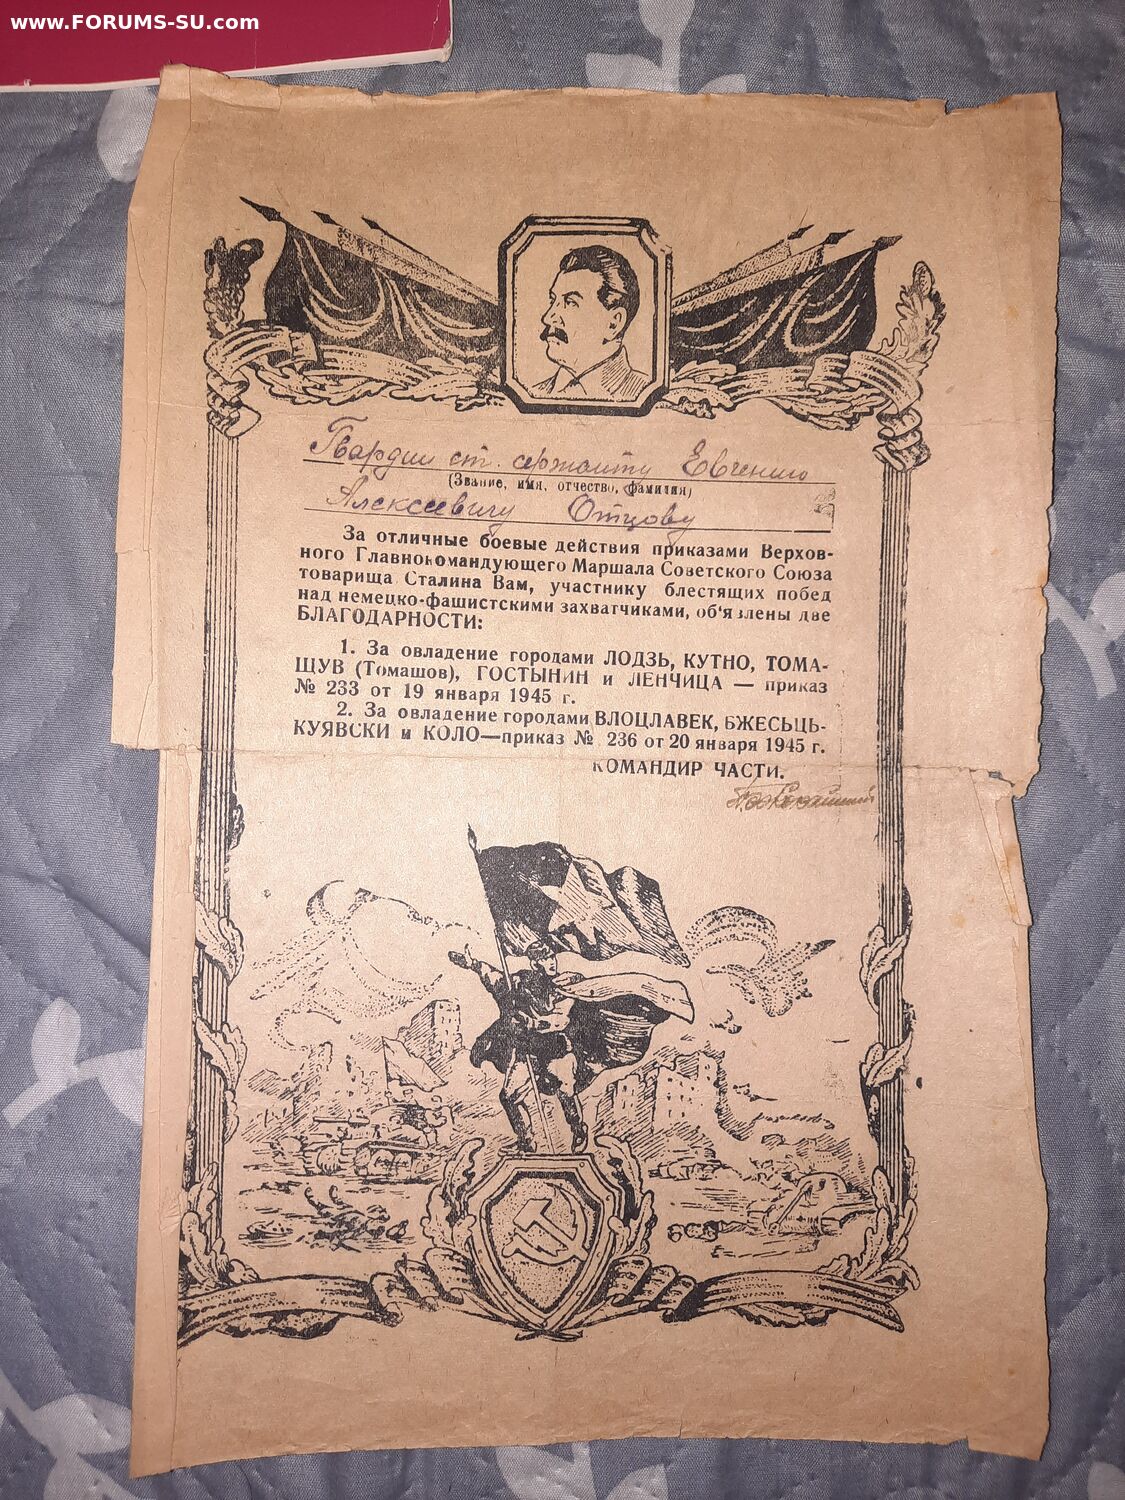 www.FORUMS-SU.com
Гвардии ст. сержанту Евгению
(Звание, имя, отчество, фамилия)
Алексеевичу Отцову
За отличные боевые действия приказами Верхов-
ного Главнокомандующего Маршала Советского Союза
товарища Сталина Вам, участнику блестящих побед
над немецко-фашистскими захватчиками, об'явлены две
БЛАГОДАРНОСТИ:
1. За овладение городами ЛОДЗЬ, КУТНО, ТОМА-
ШУВ (Томашов), ГОСТЫНИН и ЛЕНЧИЦА — приказ
№ 233 от 19 января 1945 г.
2. За овладение городами ВЛОЦЛАВЕК, БЖЕСЬЦЬ-
КУЯВСКИ и КОЛО—приказ № 236 от 20 января 1945 г.
КОМАНДИР ЧАСТИ.